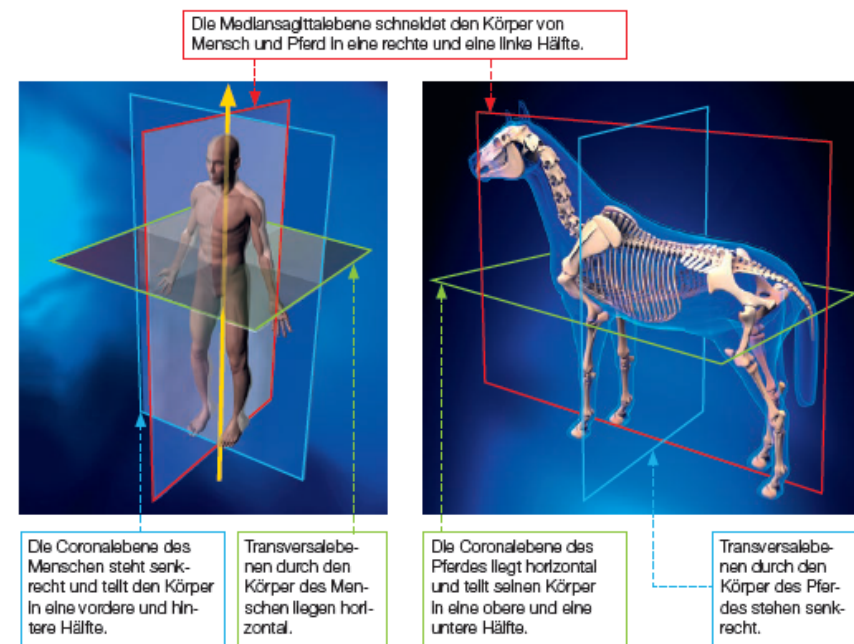 Die Mediansagittalebene schneidet den Körper von
Mensch und Pferd in eine rechte und eine linke Hälfte.
Die Coronalebene des
Menschen steht senk-
recht und teilt den Körper
in eine vordere und hin-
tere Hälfte.
Transversalebe-
nen durch den
Körper des Men-
schen liegen hori-
zontal.
Die Coronalebene des
Pferdes liegt horizontal
und teilt seinen Körper
in eine obere und eine
untere Hälfte.
Transversalebe-
nen durch den
Körper des Pfer-
des stehen senk-
recht.